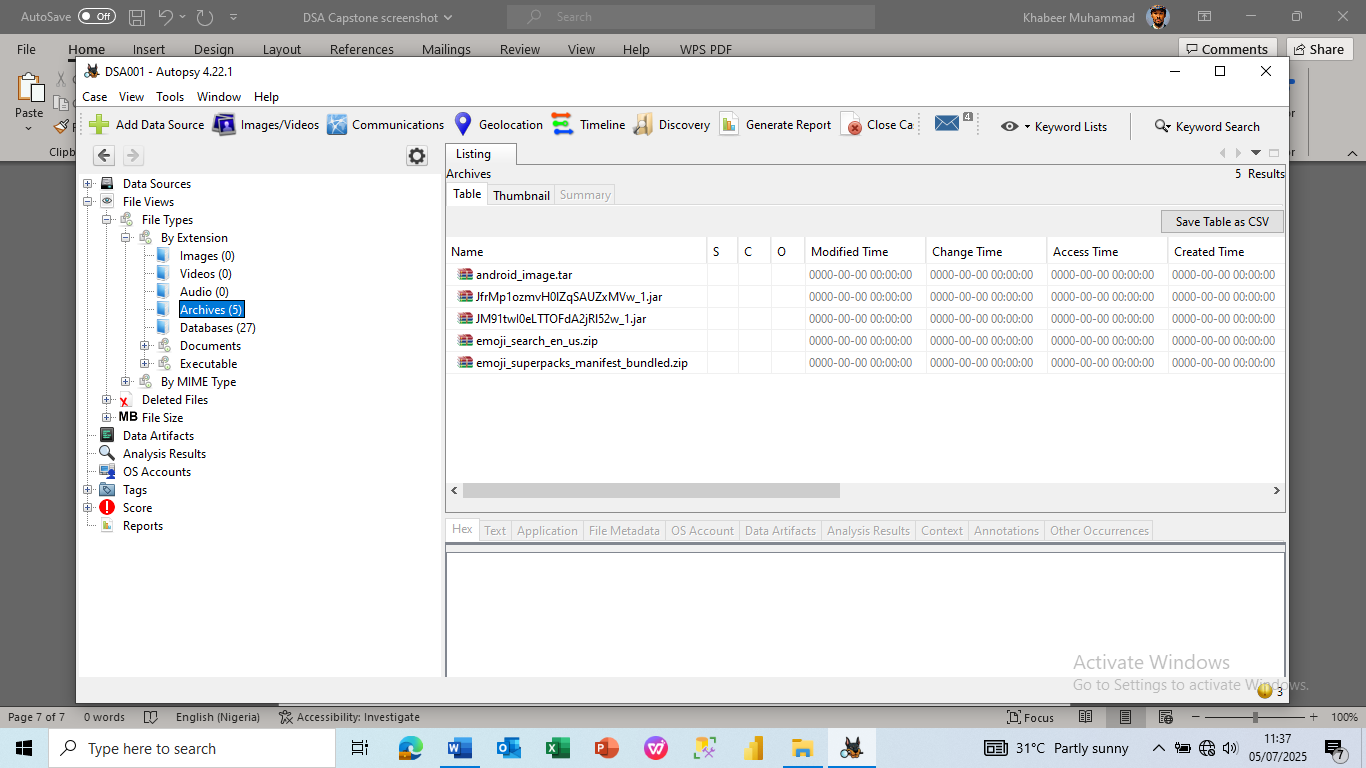 AutoSave Off DSA Capstone screenshot Search Khabeer Muhammad
File Home Insert Design Layout References Mailings Review View Help WPS PDF Comments Share
Paste
Clipb
DSA001 - Autopsy 4.22.1
Case View Tools Window Help
Add Data Source Images/Videos Communications Geolocation Timeline Discovery Generate Report Close Ca 4 Keyword Lists Keyword Search
Listing
Archives 5 Results
Table Thumbnail Summary
Save Table as CSV
Name S C O Modified Time Change Time Access Time Created Time
android_image.tar 0000-00-00 00:00:00 0000-00-00 00:00:00 0000-00-00 00:00:00 0000-00-00 00:00:00
0000-00-00 00:00:00 0000-00-00 00:00:00 0000-00-00 00:00:00 0000-00-00 00:00:00
0000-00-00 00:00:00 0000-00-00 00:00:00 0000-00-00 00:00:00 0000-00-00 00:00:00
emoji_search_en_us.zip 0000-00-00 00:00:00 0000-00-00 00:00:00 0000-00-00 00:00:00 0000-00-00 00:00:00
emoji_superpacks_manifest_bundled.zip 0000-00-00 00:00:00 0000-00-00 00:00:00 0000-00-00 00:00:00 0000-00-00 00:00:00
Data Sources
File Views
File Types
By Extension
Images (0)
Videos (0)
Audio (0)
Archives (5)
Databases (27)
Documents
Executable
By MIME Type
Deleted Files
MB File Size
Data Artifacts
Analysis Results
OS Accounts
Tags
Score
Reports
Hex Text Application File Metadata OS Account Data Artifacts Analysis Results Context Annotations Other Occurrences
Activate Windows
Go to Settings to activate Windows.
3
Page 7 of 7 0 words English (Nigeria) Accessibility: Investigate Focus 100%
Type here to search 31°C Partly sunny 11:37
05/07/2025 7